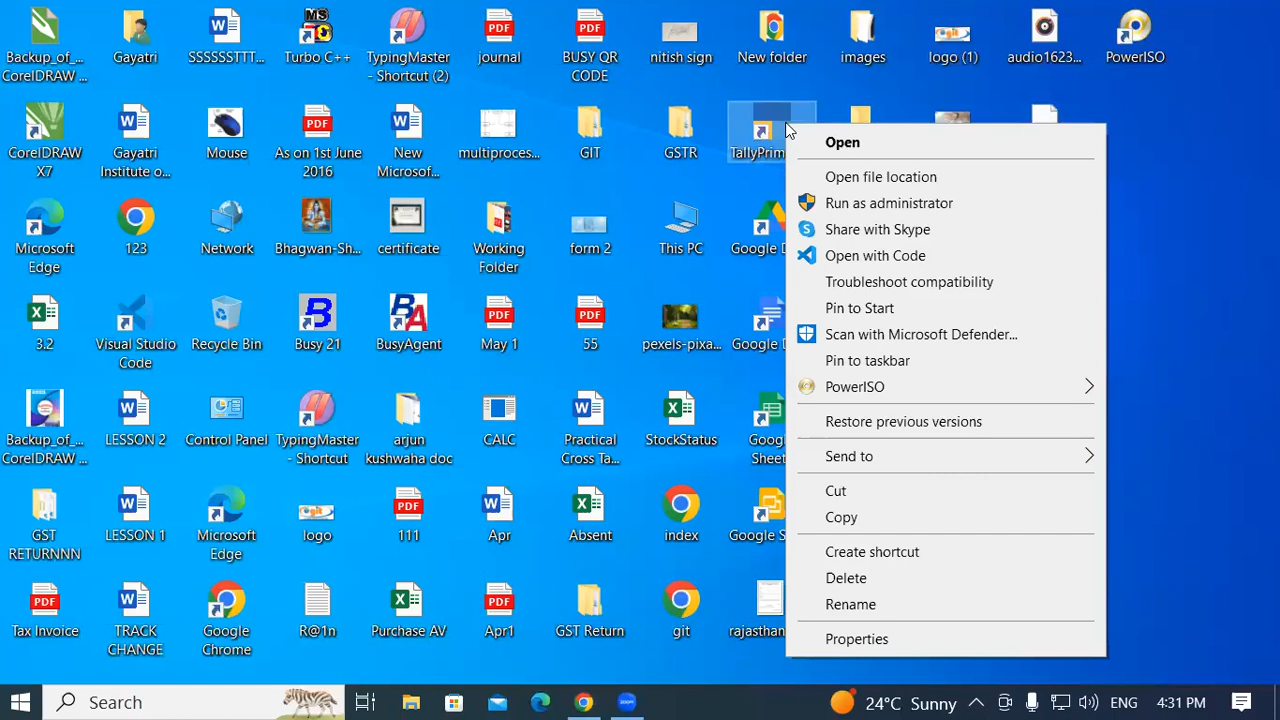 Backup_of_...
CorelDRAW ...
Gayatri
SSSSSSTTT...
MS
Turbo C++
TypingMaster
- Shortcut (2)
PDF
journal
PDF
BUSY QR
CODE
nitish sign
New folder
images
logo (1)
audio1623...
PowerISO
CorelDRAW
X7
Gayatri
Institute o...
Mouse
PDF
As on 1st June
2016
New
Microsof...
multiproces...
GIT
GSTR
TallyPrim
Microsoft
Edge
123
Network
Bhagwan-Sh...
certificate
Working
Folder
form 2
This PC
Google D
3.2
Visual Studio
Code
Recycle Bin
Busy 21
BA
BusyAgent
PDF
May 1
PDF
55
pexels-pixa...
Google D
Backup_of_...
CorelDRAW ...
LESSON 2
Control Panel
TypingMaster
- Shortcut
arjun
kushwaha doc
CALC
Practical
Cross Ta...
StockStatus
Goog
Sheet
GST
RETURNNN
LESSON 1
Microsoft
Edge
logo
PDF
111
Apr
Absent
index
Google S
PDF
Tax Invoice
TRACK
CHANGE
Google
Chrome
R@1n
Purchase AV
PDF
Apr1
GST Return
git
rajasthan
Open
Open file location
Run as administrator
Share with Skype
Open with Code
Troubleshoot compatibility
Pin to Start
Scan with Microsoft Defender...
Pin to taskbar
PowerISO
Restore previous versions
Send to
Cut
Copy
Create shortcut
Delete
Rename
Properties
Search
24°C Sunny
ENG
4:31 PM